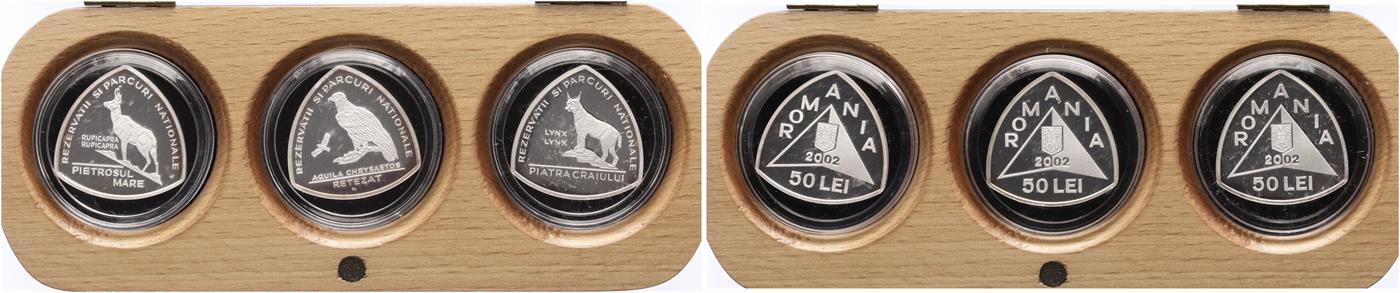 REZERVATII SI PARCURI NATIONALE
RUPICAPRA
RUPICAPRA
PIETROSUL
MARE
REZERVATII SI PARCURI NATIONALE
AQUILA CHRYSAETOS
RETEZAT
REZERVATII SI PARCURI NATIONALE
LYNX
LYNX
PIATRA CRAIULUI
ROMANIA
2002
50 LEI
ROMANIA
2002
50 LEI
ROMANIA
2002
50 LEI